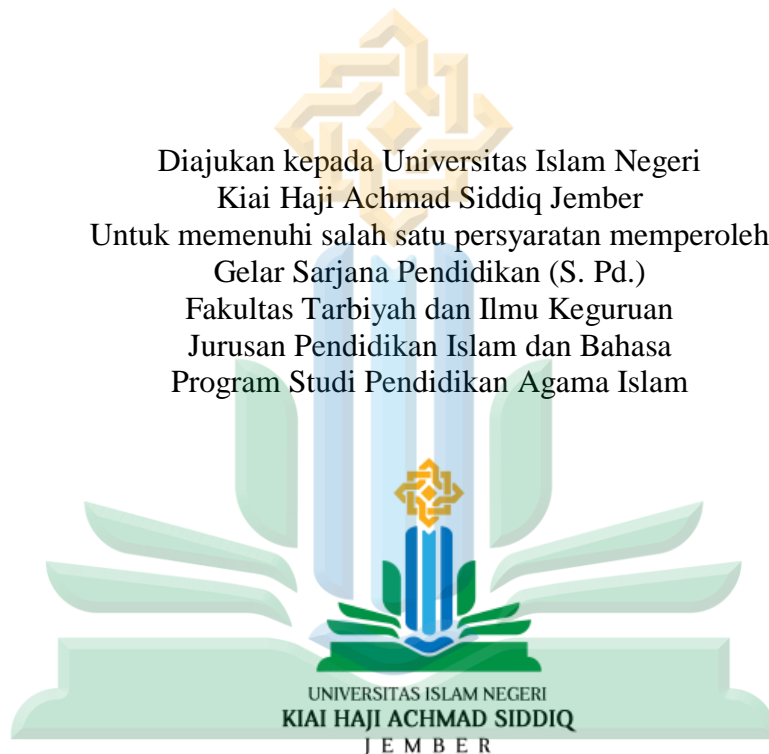 Diajukan kepada Universitas Islam Negeri
Kiai Haji Achmad Siddiq Jember
Untuk memenuhi salah satu persyaratan memperoleh
Gelar Sarjana Pendidikan (S. Pd.)
Fakultas Tarbiyah dan Ilmu Keguruan
Jurusan Pendidikan Islam dan Bahasa
Program Studi Pendidikan Agama Islam
UNIVERSITAS ISLAM NEGERI
KIAI HAJI ACHMAD SIDDIQ
JEMBER